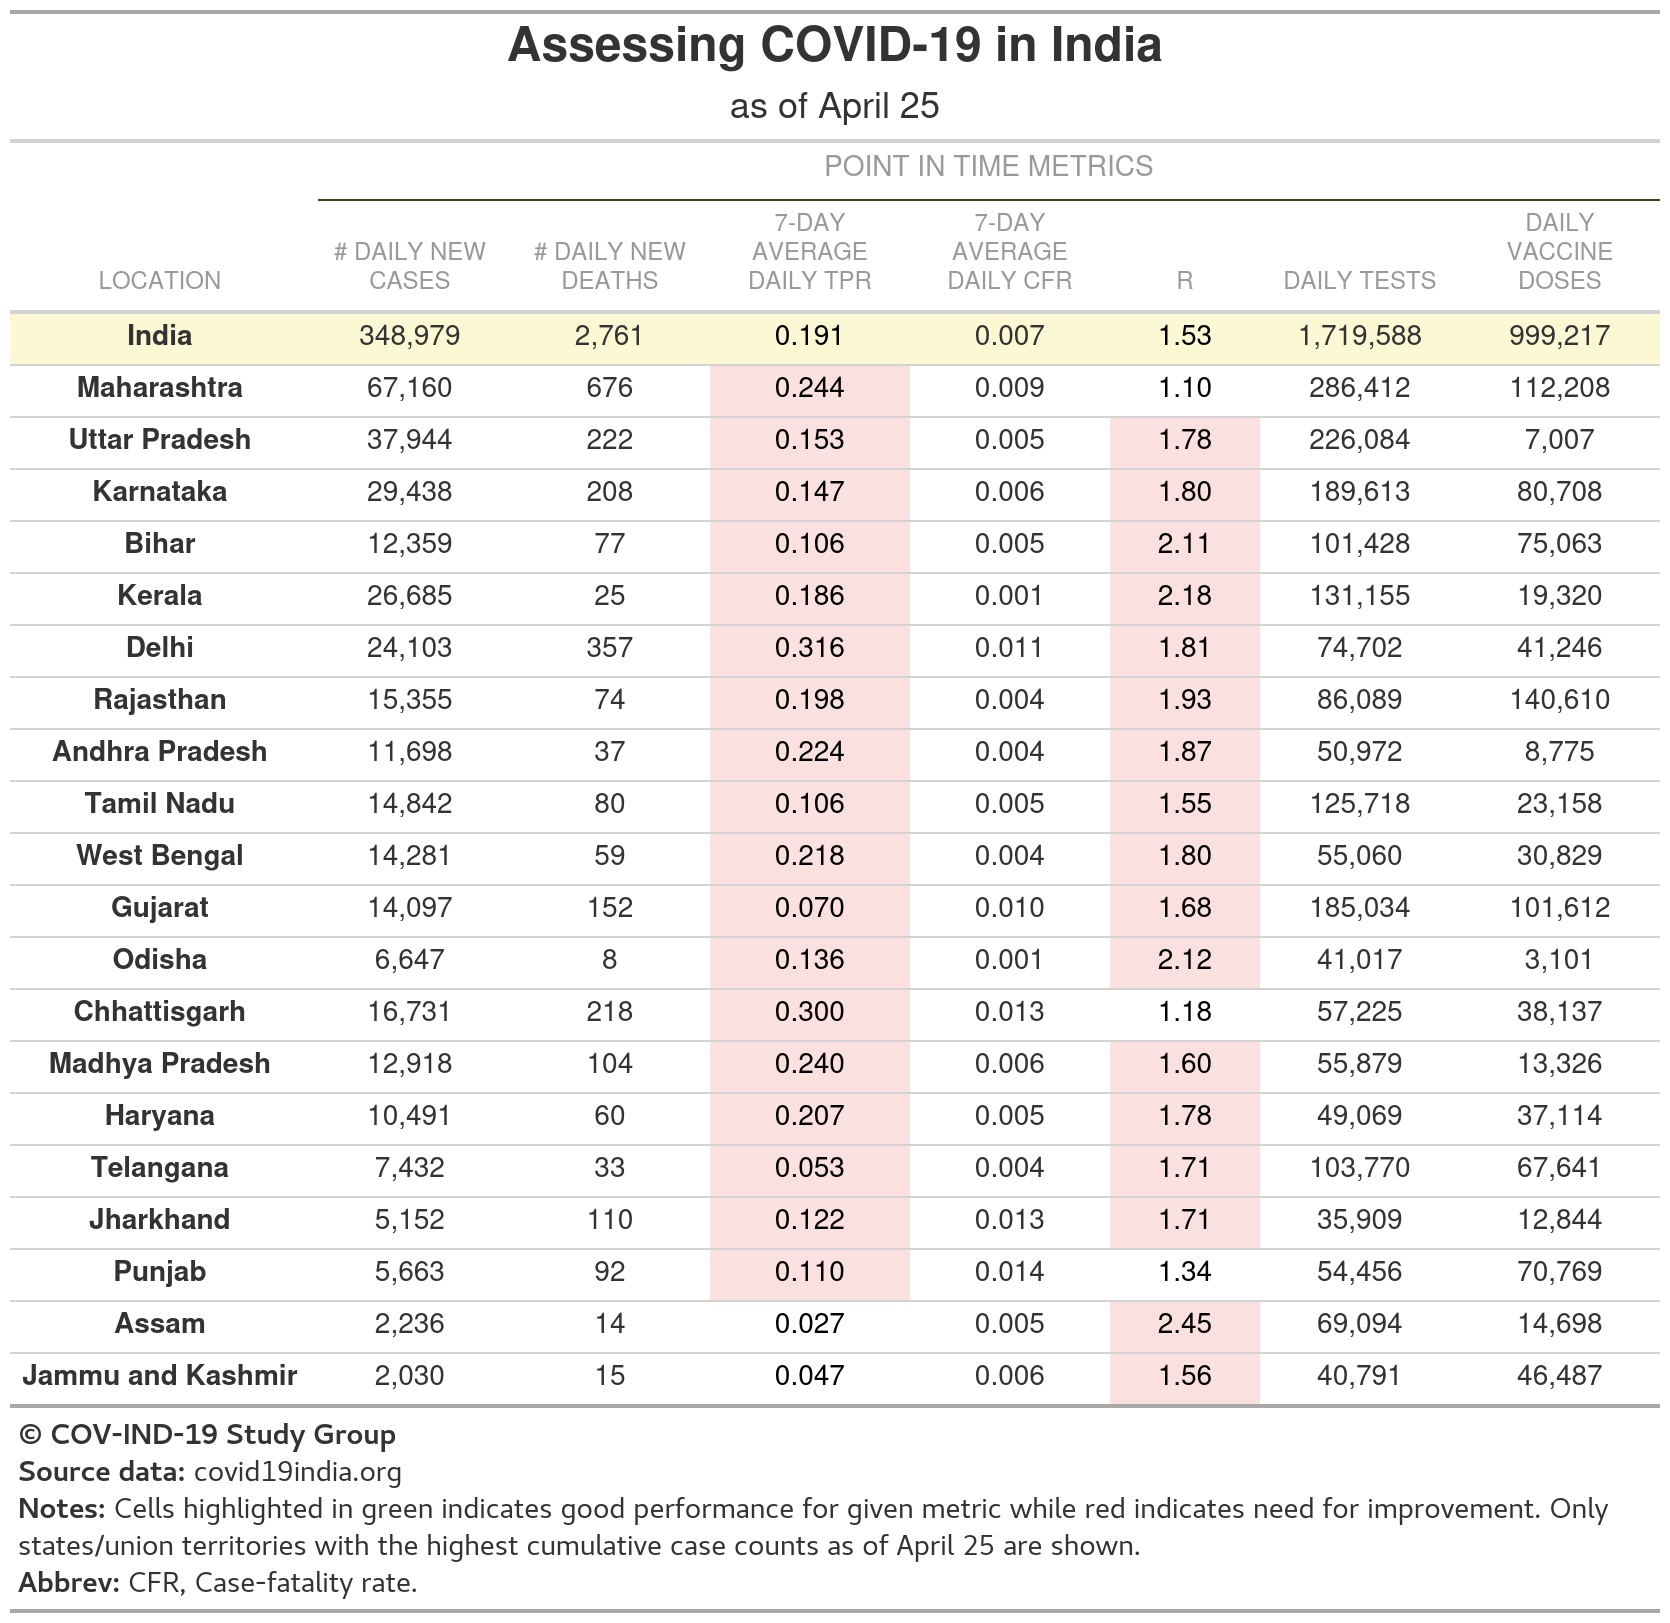 Assessing COVID-19 in India
as of April 25
POINT IN TIME METRICS
LOCATION # DAILY NEW CASES # DAILY NEW DEATHS 7-DAY AVERAGE DAILY TPR 7-DAY AVERAGE DAILY CFR R DAILY TESTS DAILY VACCINE DOSES
India 348,979 2,761 0.191 0.007 1.53 1,719,588 999,217
Maharashtra 67,160 676 0.244 0.009 1.10 286,412 112,208
Uttar Pradesh 37,944 222 0.153 0.005 1.78 226,084 7,007
Karnataka 29,438 208 0.147 0.006 1.80 189,613 80,708
Bihar 12,359 77 0.106 0.005 2.11 101,428 75,063
Kerala 26,685 25 0.186 0.001 2.18 131,155 19,320
Delhi 24,103 357 0.316 0.011 1.81 74,702 41,246
Rajasthan 15,355 74 0.198 0.004 1.93 86,089 140,610
Andhra Pradesh 11,698 37 0.224 0.004 1.87 50,972 8,775
Tamil Nadu 14,842 80 0.106 0.005 1.55 125,718 23,158
West Bengal 14,281 59 0.218 0.004 1.80 55,060 30,829
Gujarat 14,097 152 0.070 0.010 1.68 185,034 101,612
Odisha 6,647 8 0.136 0.001 2.12 41,017 3,101
Chhattisgarh 16,731 218 0.300 0.013 1.18 57,225 38,137
Madhya Pradesh 12,918 104 0.240 0.006 1.60 55,879 13,326
Haryana 10,491 60 0.207 0.005 1.78 49,069 37,114
Telangana 7,432 33 0.053 0.004 1.71 103,770 67,641
Jharkhand 5,152 110 0.122 0.013 1.71 35,909 12,844
Punjab 5,663 92 0.110 0.014 1.34 54,456 70,769
Assam 2,236 14 0.027 0.005 2.45 69,094 14,698
Jammu and Kashmir 2,030 15 0.047 0.006 1.56 40,791 46,487
© COV-IND-19 Study Group
Source data: covid19india.org
Notes: Cells highlighted in green indicates good performance for given metric while red indicates need for improvement. Only
states/union territories with the highest cumulative case counts as of April 25 are shown.
Abbrev: CFR, Case-fatality rate.